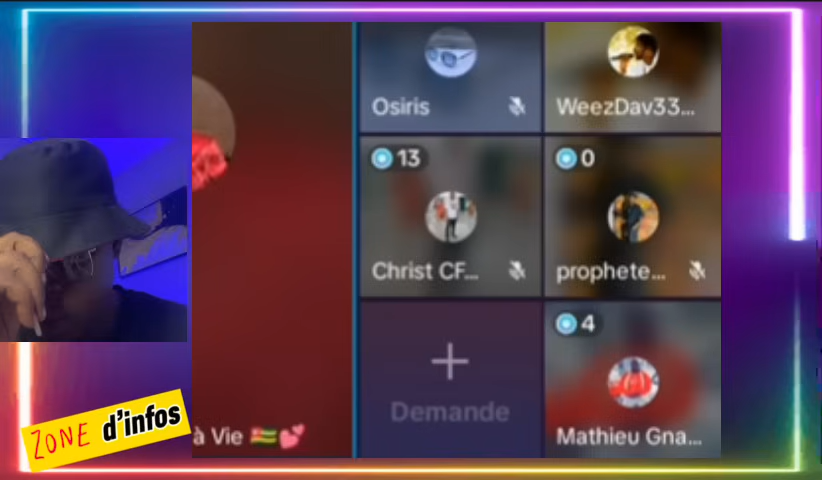 Osiris
WeezDav33...
13
0
Christ CF...
prophete...
4
Demande
à Vie 🇹🇬💕
Mathieu Gna...
ZONE d'infos